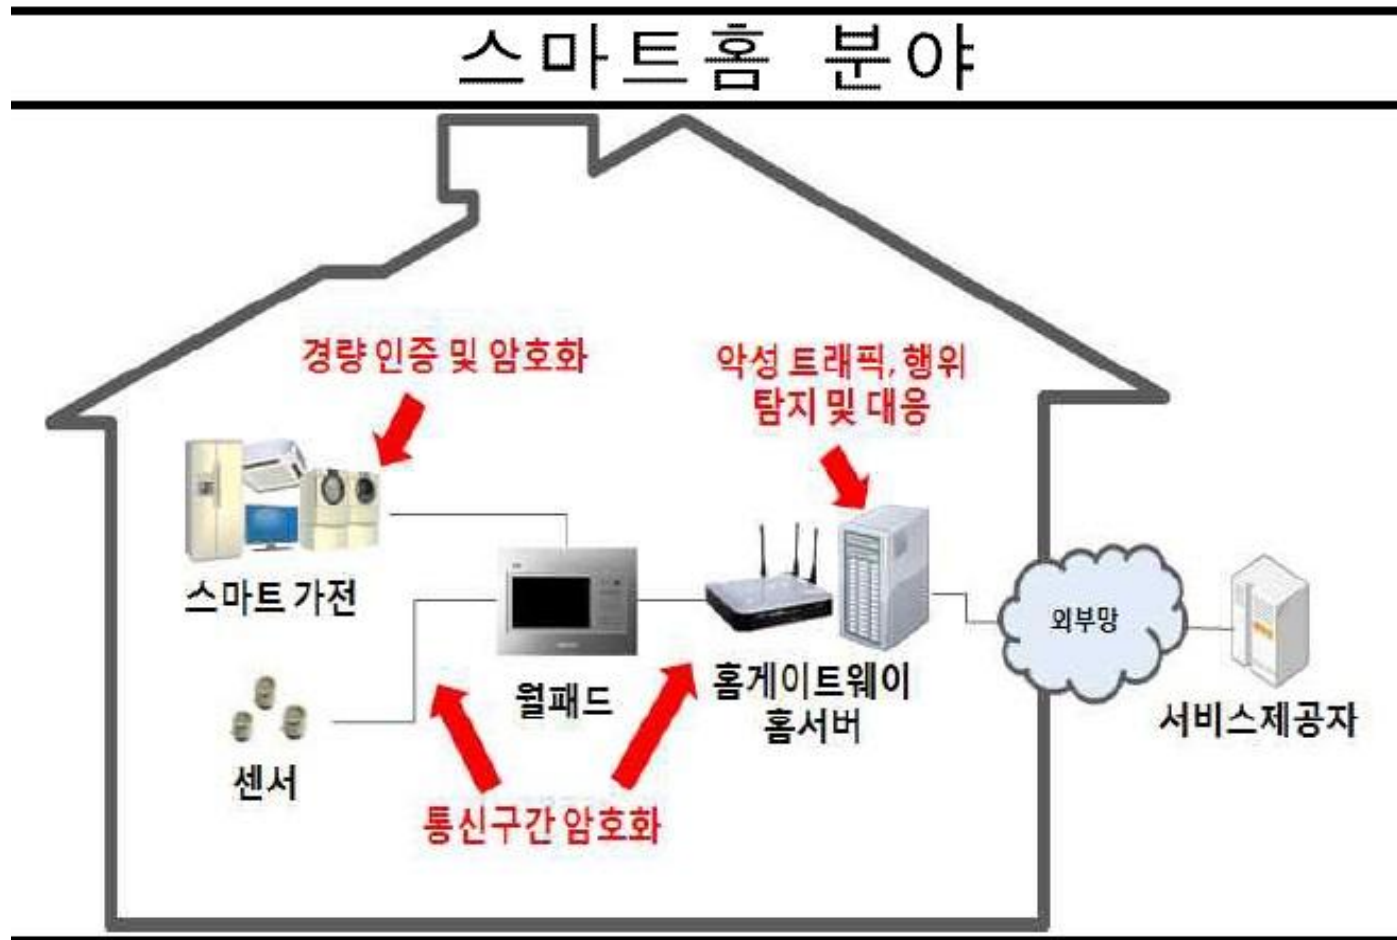 스마트홈 분야
경량 인증 및 암호화
악성 트래픽, 행위
탐지 및 대응
스마트 가전
외부망
월패드
홈게이트웨이
홈서버
서비스제공자
센서
통신구간 암호화